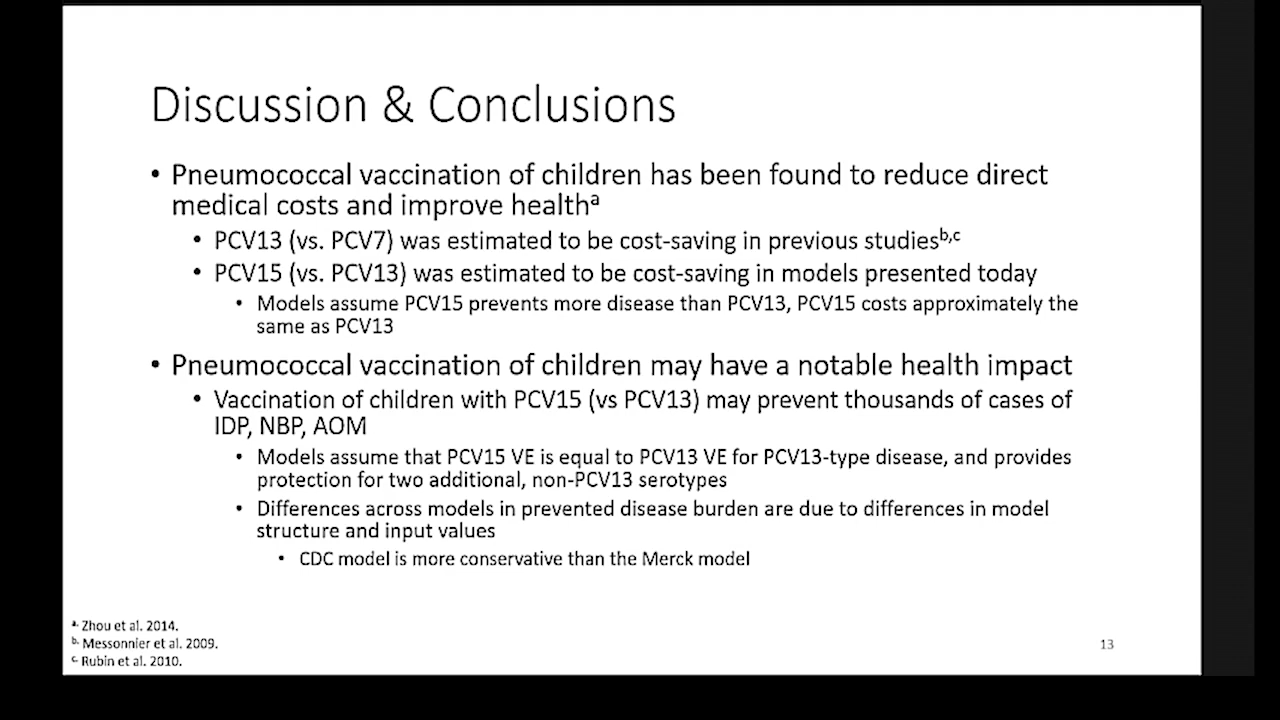 Discussion & Conclusions
• Pneumococcal vaccination of children has been found to reduce direct
medical costs and improve healthᵃ
• PCV13 (vs. PCV7) was estimated to be cost-saving in previous studiesᵇ,ᶜ
• PCV15 (vs. PCV13) was estimated to be cost-saving in models presented today
• Models assume PCV15 prevents more disease than PCV13, PCV15 costs approximately the
same as PCV13
• Pneumococcal vaccination of children may have a notable health impact
• Vaccination of children with PCV15 (vs PCV13) may prevent thousands of cases of
IDP, NBP, AOM
• Models assume that PCV15 VE is equal to PCV13 VE for PCV13-type disease, and provides
protection for two additional, non-PCV13 serotypes
• Differences across models in prevented disease burden are due to differences in model
structure and input values
• CDC model is more conservative than the Merck model
a. Zhou et al. 2014.
b. Messonnier et al. 2009.
c. Rubin et al. 2010.
13